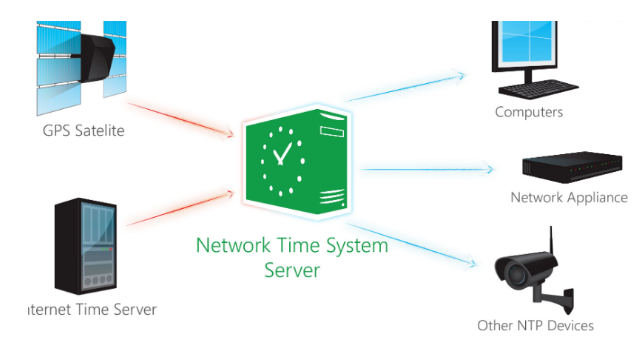 GPS Satelite
Computers
Network Appliance
Network Time System
Server
nternet Time Server
Other NTP Devices